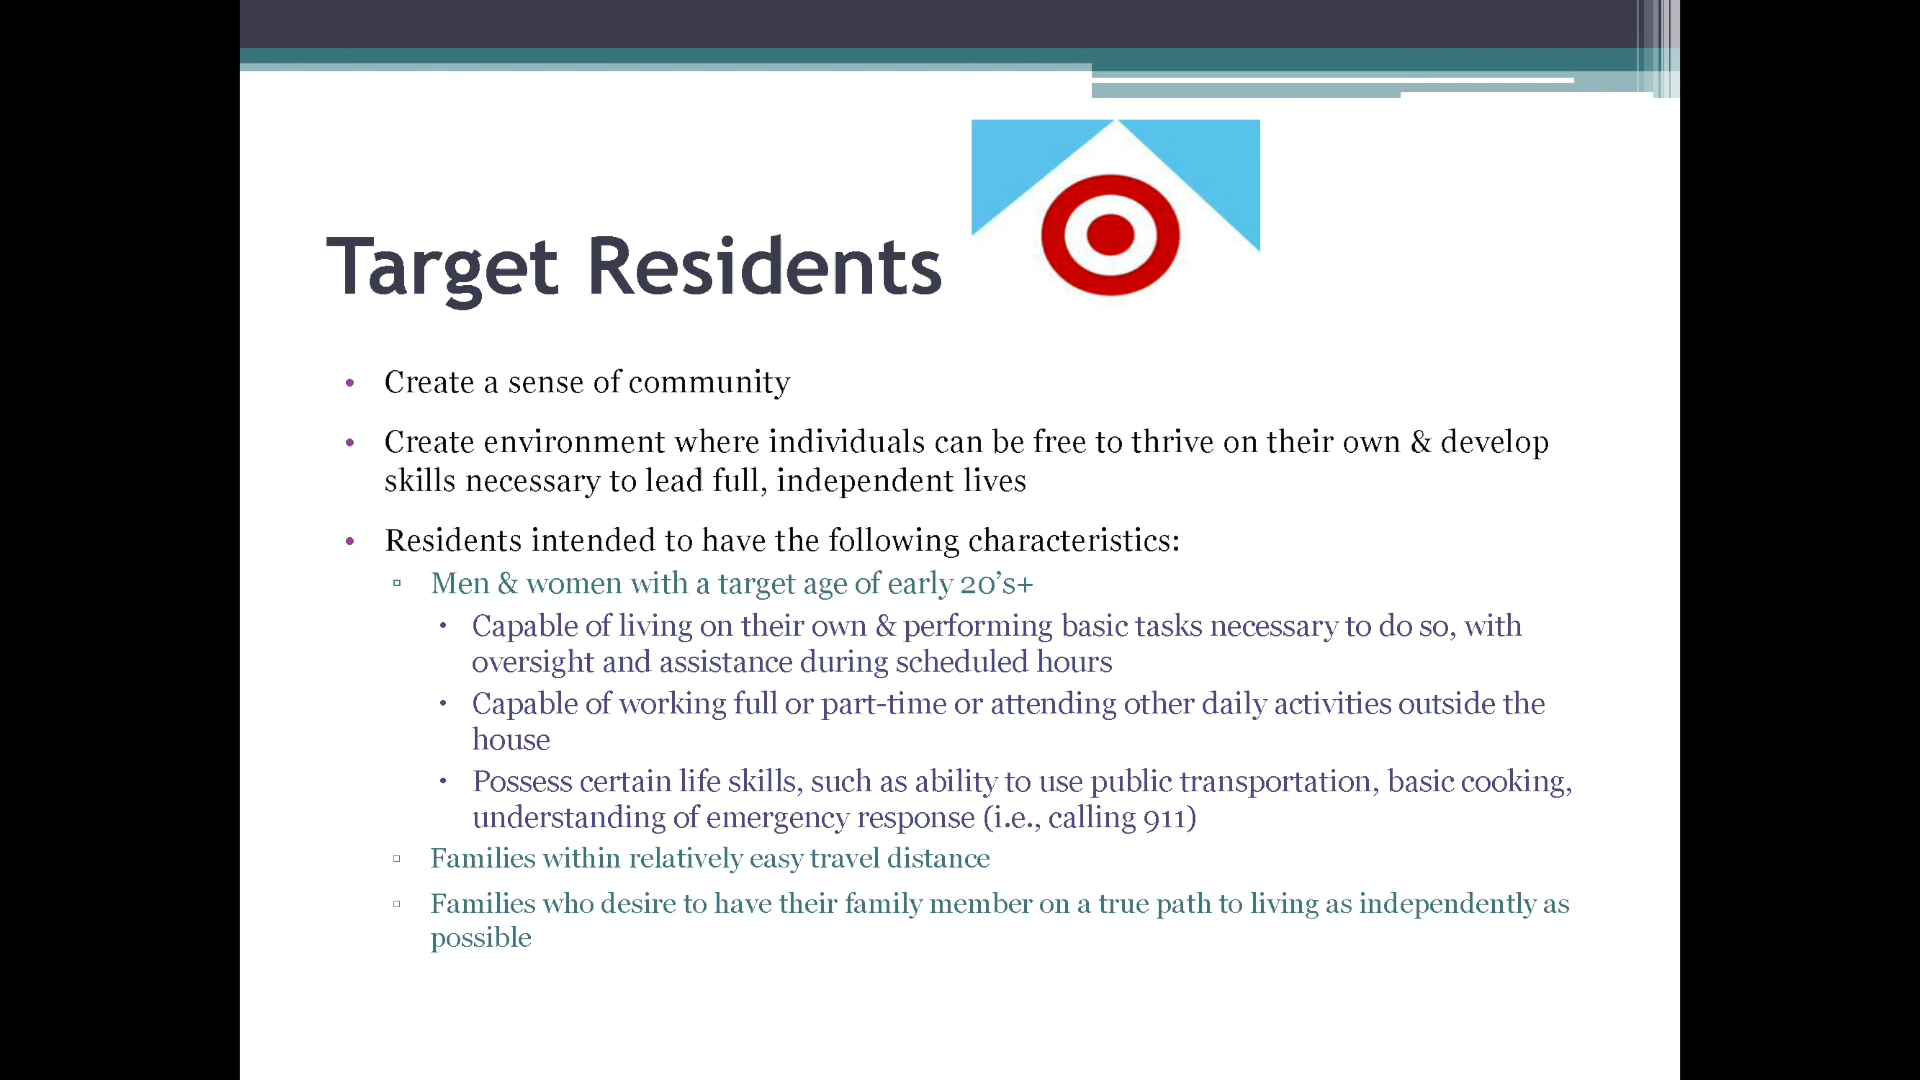 Target Residents
• Create a sense of community
• Create environment where individuals can be free to thrive on their own & develop
skills necessary to lead full, independent lives
• Residents intended to have the following characteristics:
▫ Men & women with a target age of early 20’s+
• Capable of living on their own & performing basic tasks necessary to do so, with
oversight and assistance during scheduled hours
• Capable of working full or part-time or attending other daily activities outside the
house
• Possess certain life skills, such as ability to use public transportation, basic cooking,
understanding of emergency response (i.e., calling 911)
▫ Families within relatively easy travel distance
▫ Families who desire to have their family member on a true path to living as independently as
possible